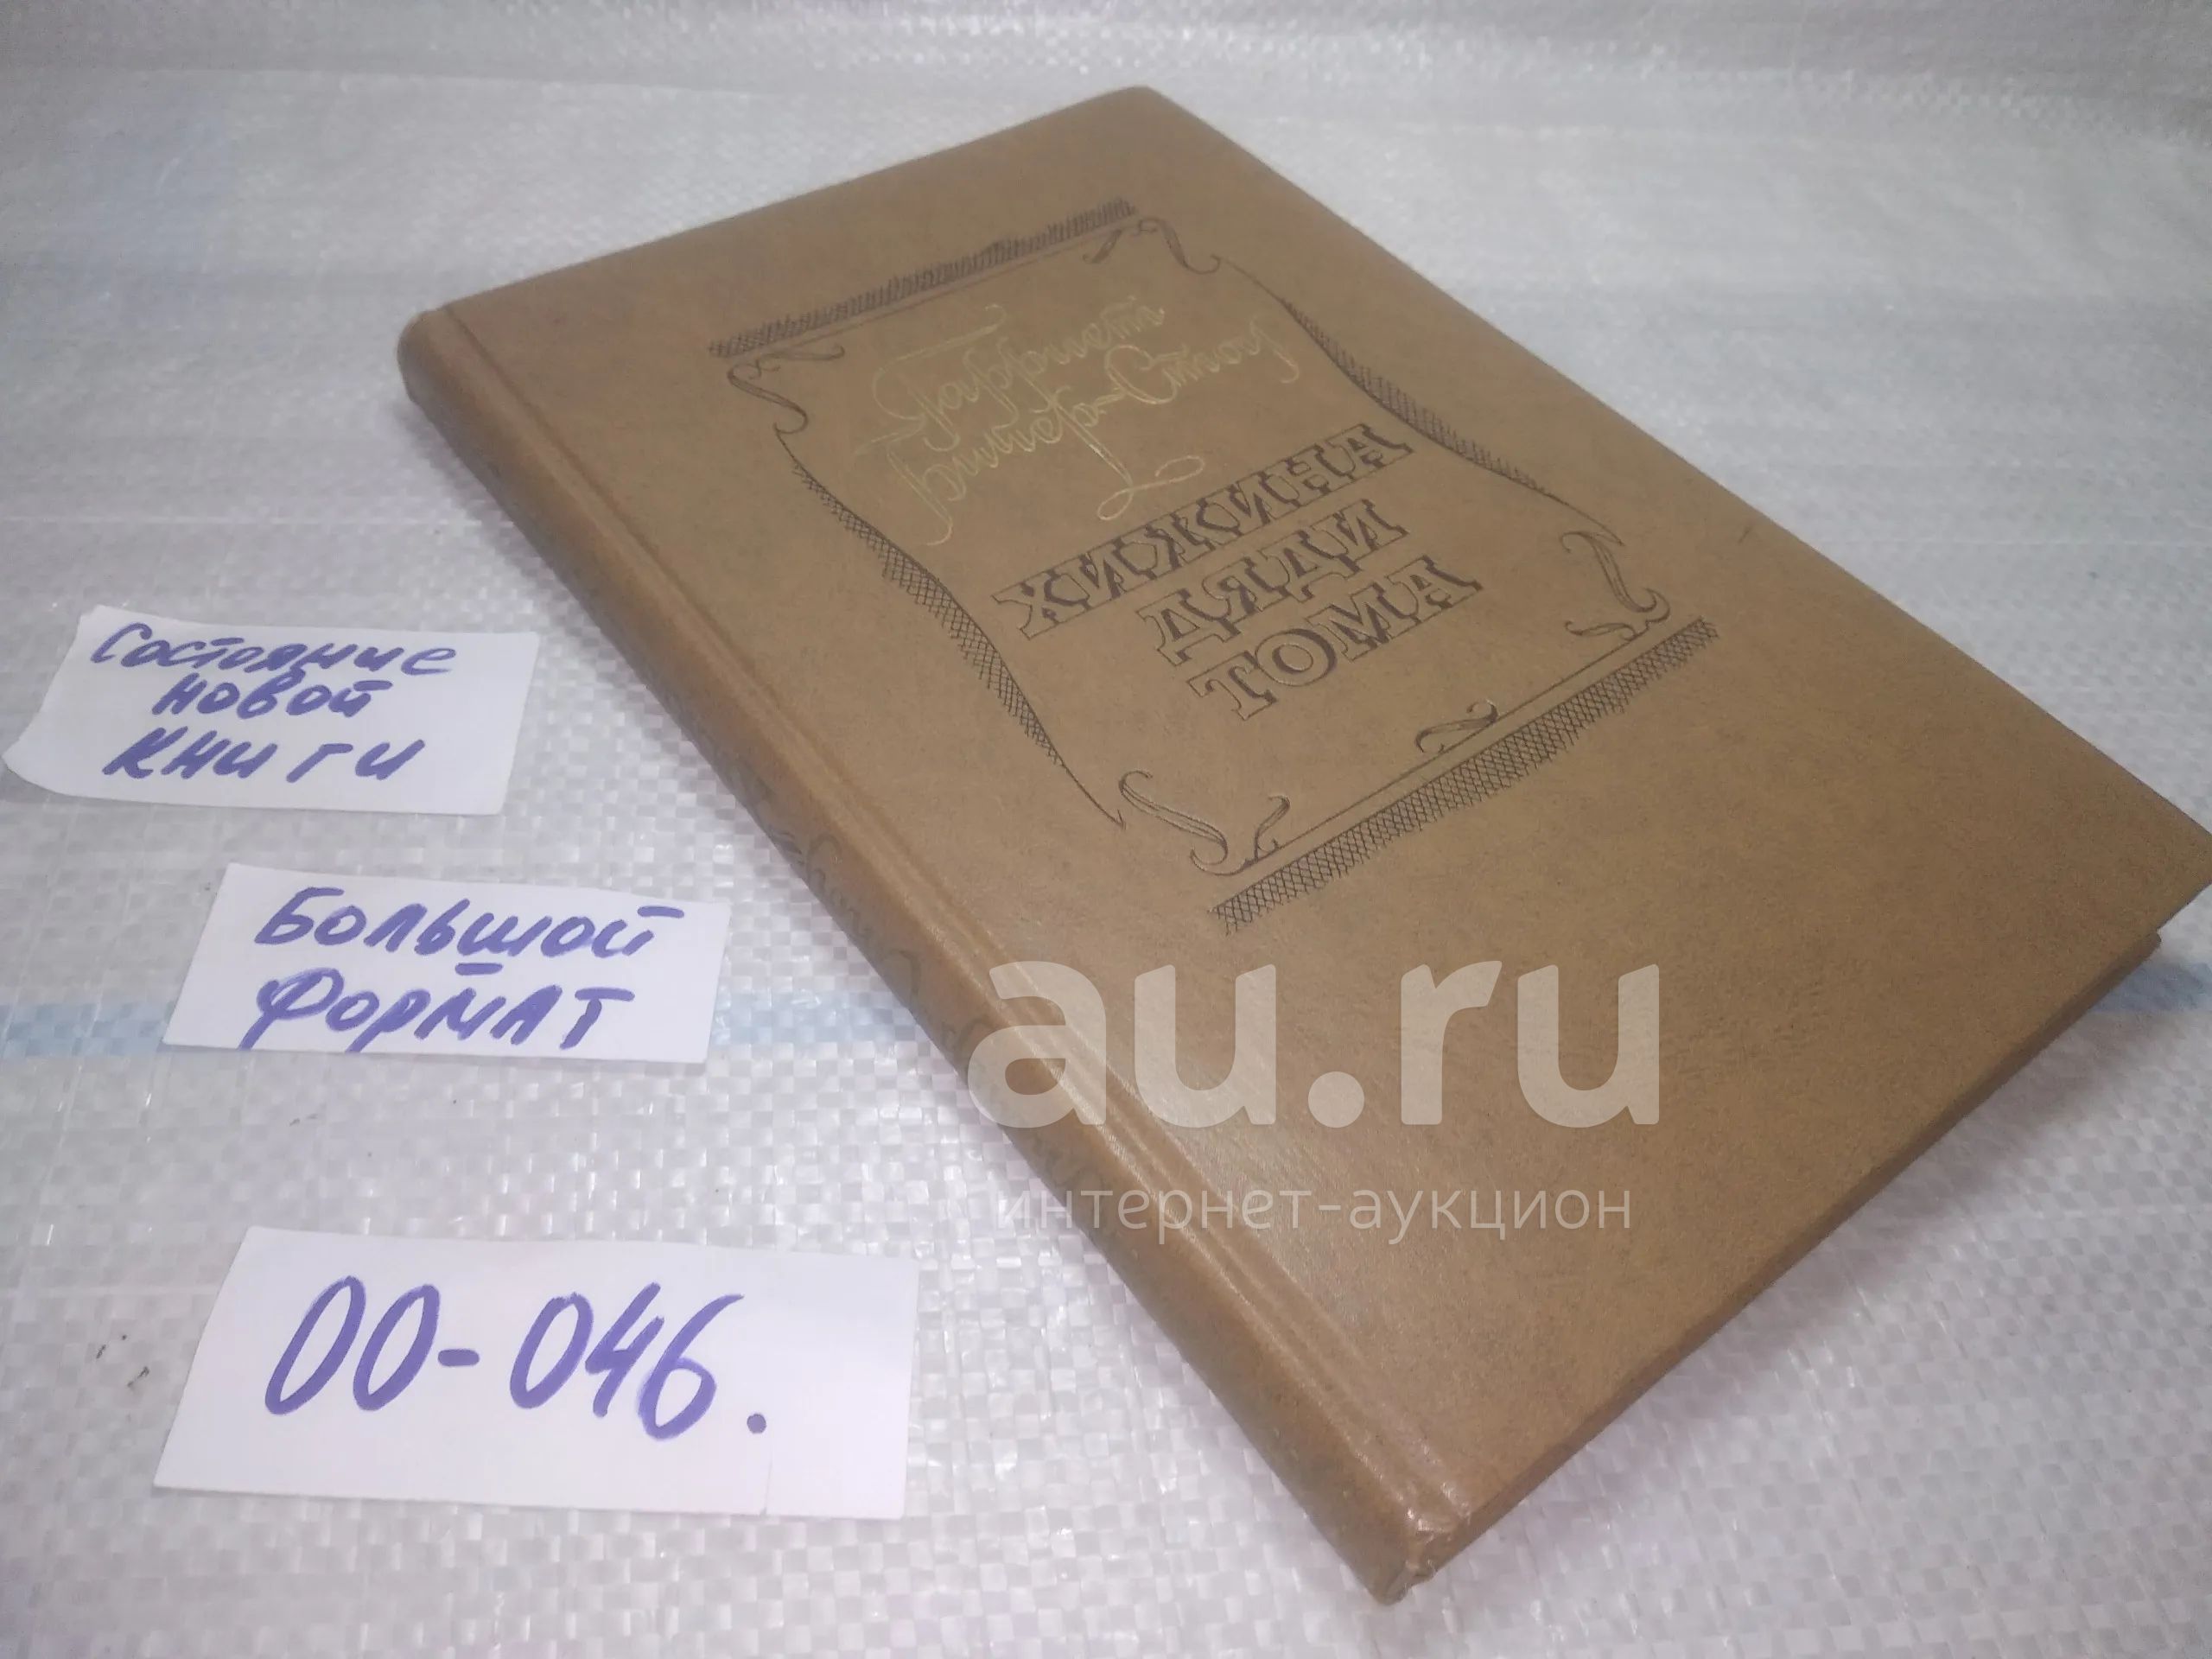 Гарриет
Бичер-Стоу
ХИЖИНА
ДЯДИ
ТОМА
Состояние
новой
книги
Большой
формат
00-046.
au.ru
интернет-аукцион